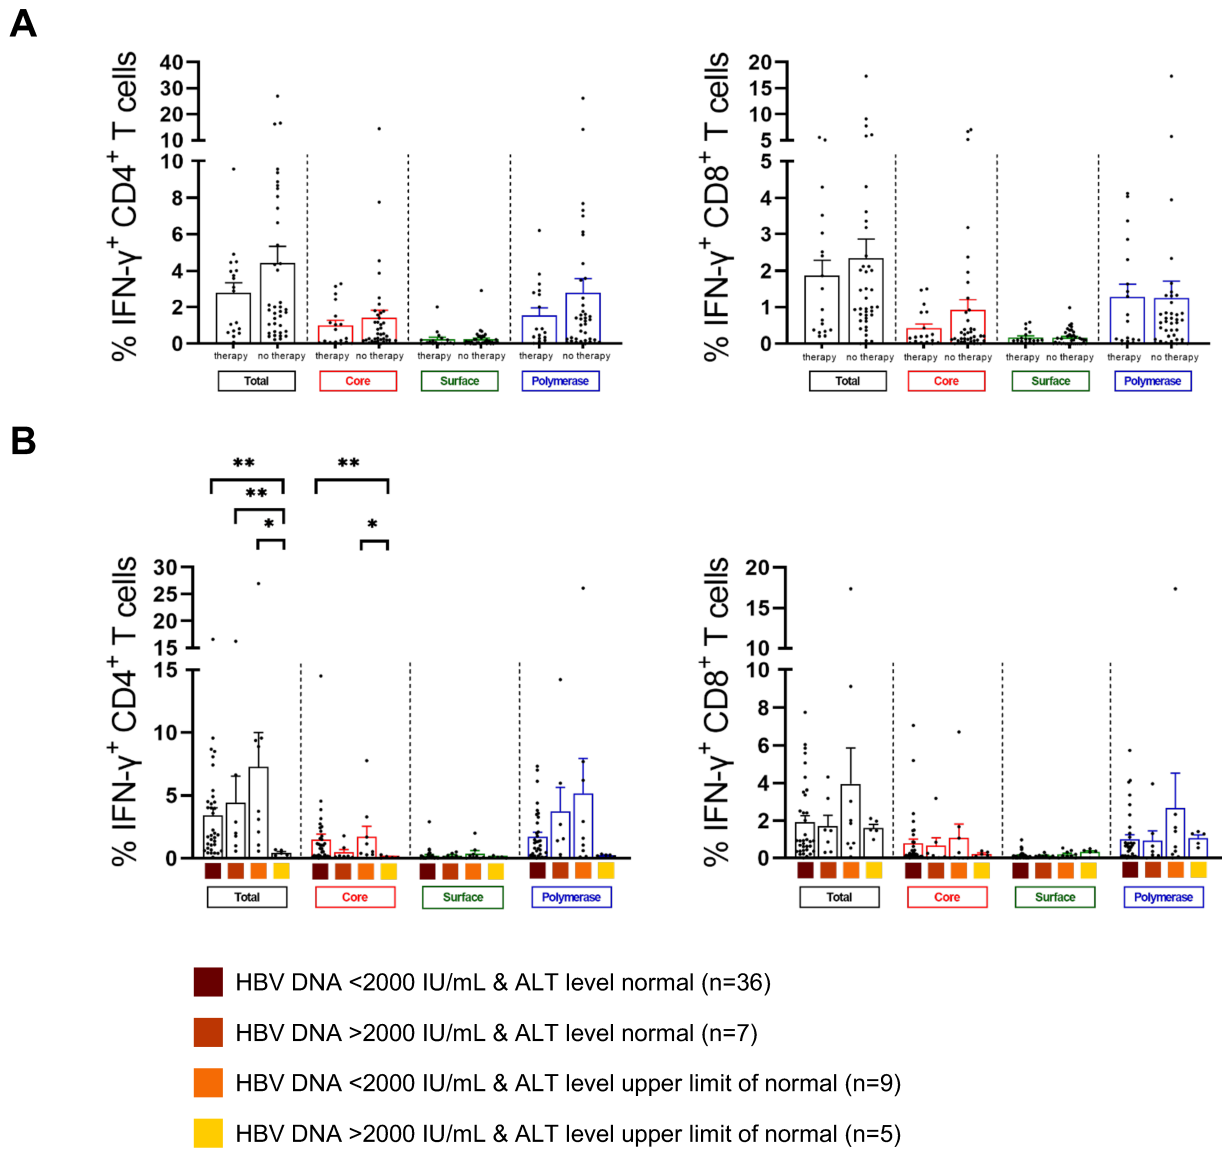 A
% IFN-γ+ CD4+ T cells
40
30
20
10
10
8
6
4
2
0
therapy no therapy therapy no therapy therapy no therapy therapy no therapy
Total Core Surface Polymerase
% IFN-γ+ CD8+ T cells
20
15
10
5
5
4
3
2
1
0
therapy no therapy therapy no therapy therapy no therapy therapy no therapy
Total Core Surface Polymerase
B
** **
**
* *
% IFN-γ+ CD4+ T cells
30
25
20
15
15
10
5
0
Total Core Surface Polymerase
% IFN-γ+ CD8+ T cells
20
15
10
10
8
6
4
2
0
Total Core Surface Polymerase
HBV DNA <2000 IU/mL & ALT level normal (n=36)
HBV DNA >2000 IU/mL & ALT level normal (n=7)
HBV DNA <2000 IU/mL & ALT level upper limit of normal (n=9)
HBV DNA >2000 IU/mL & ALT level upper limit of normal (n=5)